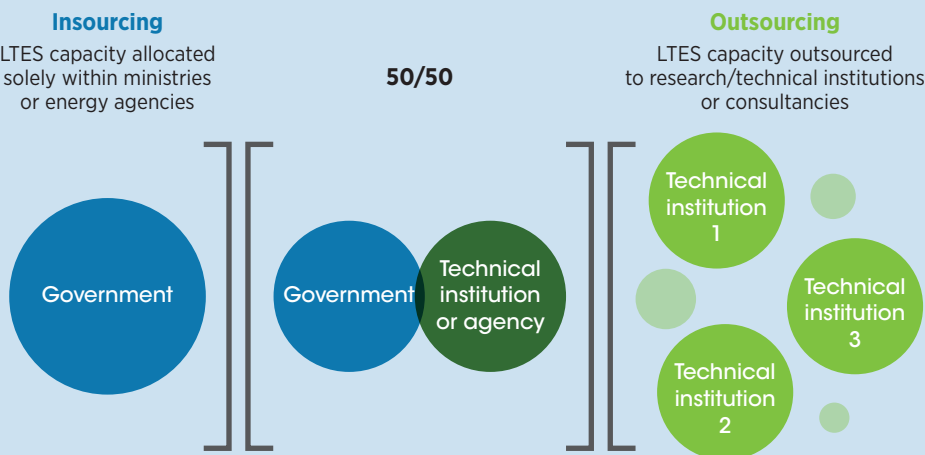 Insourcing
LTES capacity allocated
solely within ministries
or energy agencies
50/50
Outsourcing
LTES capacity outsourced
to research/technical institutions
or consultancies
Government
Government
Technical
institution
or agency
Technical
institution
1
Technical
institution
3
Technical
institution
2